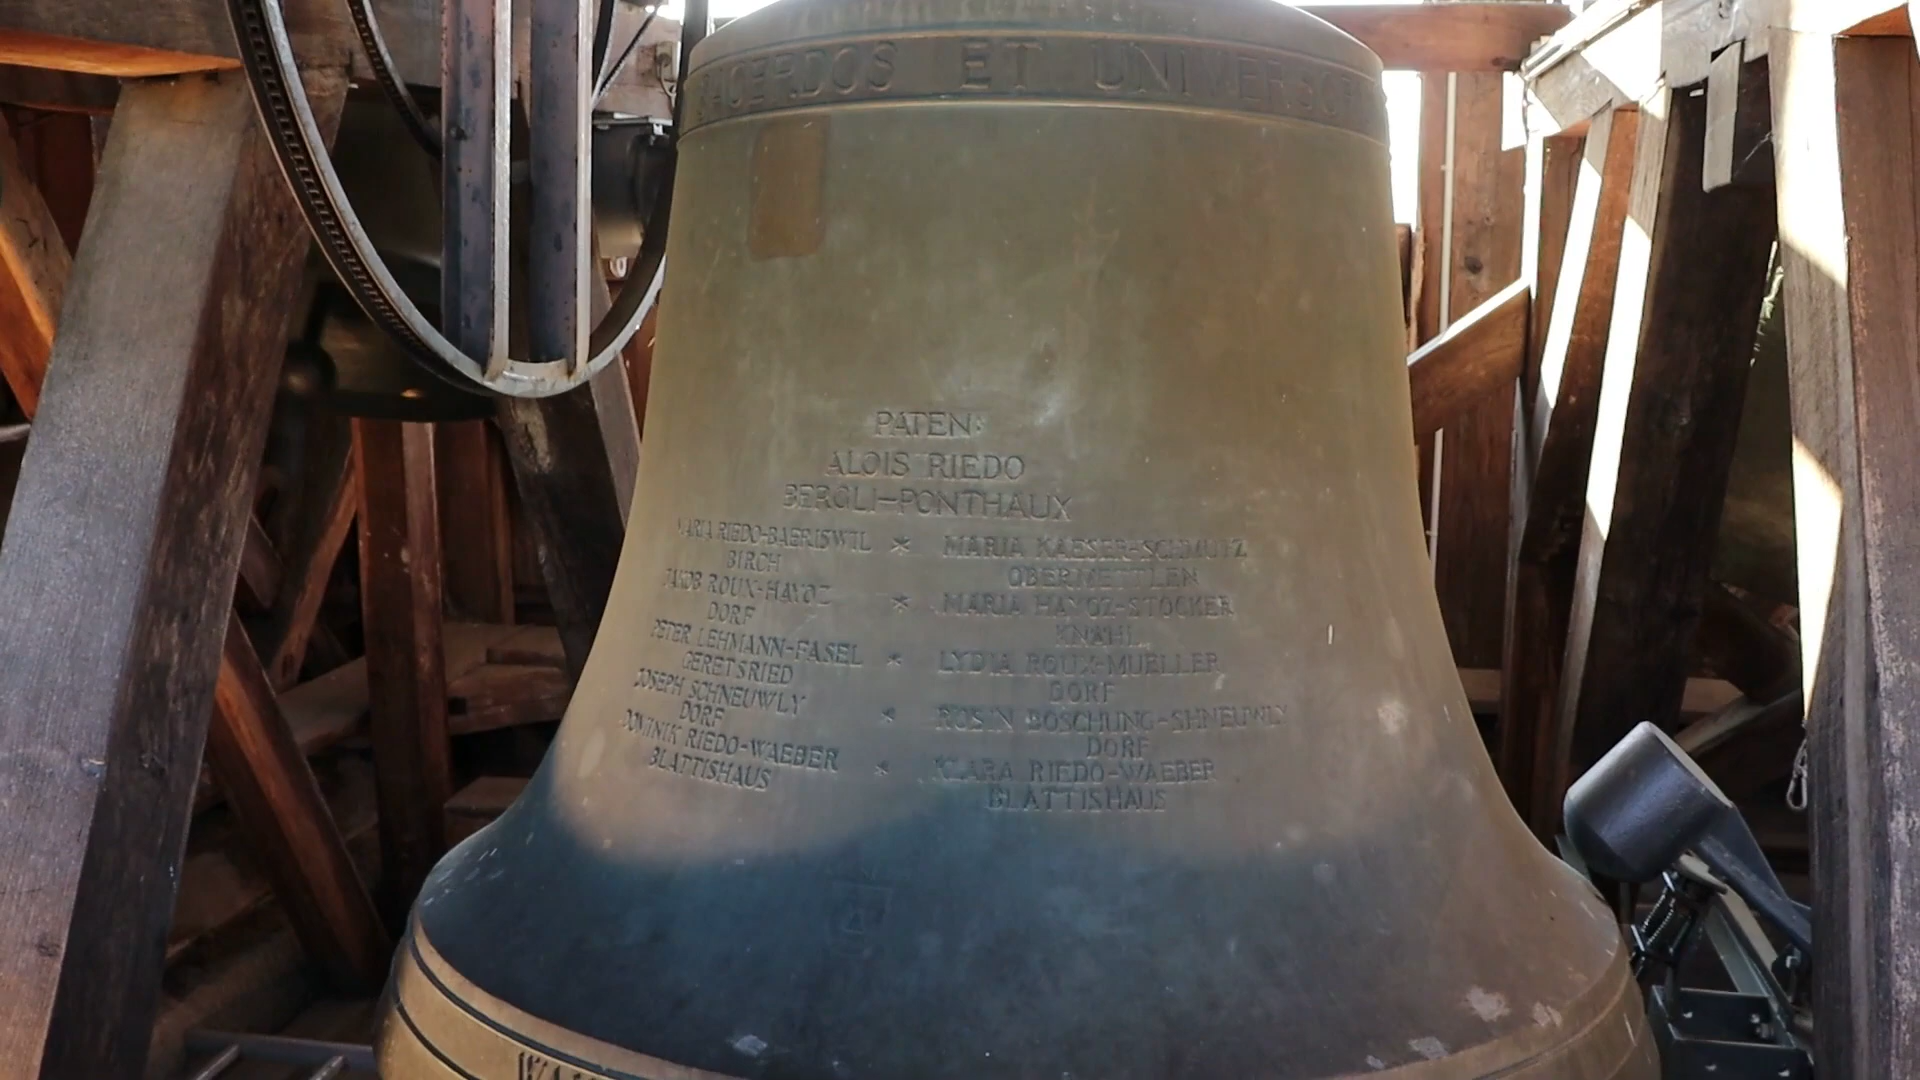 SACERDOS ET UNIVERSORUM
PATEN:
ALOIS RIEDO
BERGLI-PONTHAUX
MARIA RIEDO-BAERISWIL * MARIA KAESER-SCHMUTZ
BIRCH OBERMETTLEN
JAKOB ROUX-HAYOZ * MARIA HAYOZ-STOCKER
DORF KNAHL
PETER LEHMANN-FASEL * LYDIA ROUX-MUELLER
GERETSRIED DORF
JOSEPH SCHNEUWLY * ROSIN BOSCHUNG-SHNEUWLY
DORF DORF
DOMINIK RIEDO-WAEBER * KLARA RIEDO-WAEBER
BLATTISHAUS BLATTISHAUS